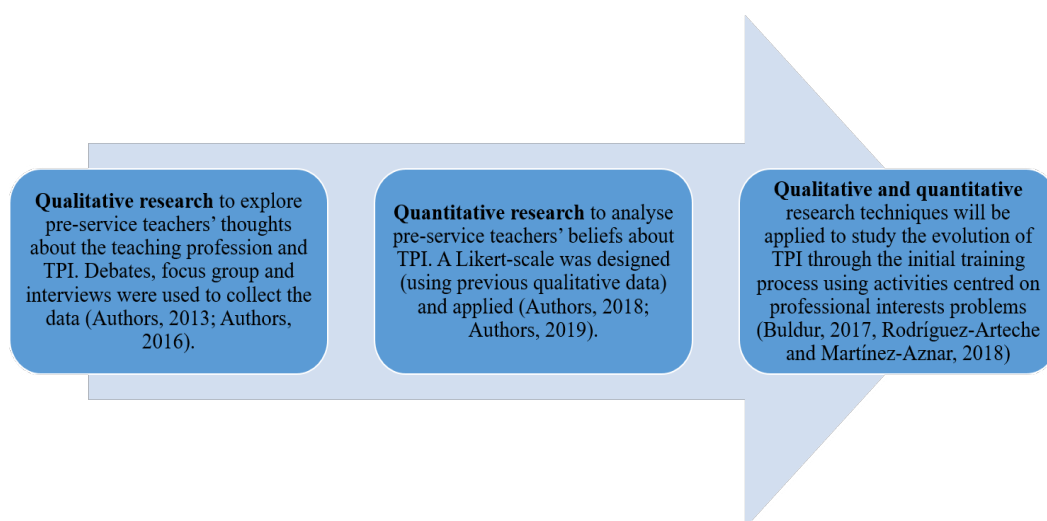 Qualitative research to explore
pre-service teachers' thoughts
about the teaching profession and
TPI. Debates, focus group and
interviews were used to collect the
data (Authors, 2013; Authors,
2016).
Quantitative research to analyse
pre-service teachers' beliefs about
TPI. A Likert-scale was designed
(using previous qualitative data)
and applied (Authors, 2018;
Authors, 2019).
Qualitative and quantitative
research techniques will be
applied to study the evolution of
TPI through the initial training
process using activities centred on
professional interests problems
(Buldur, 2017, Rodríguez-Arteche
and Martínez-Aznar, 2018)